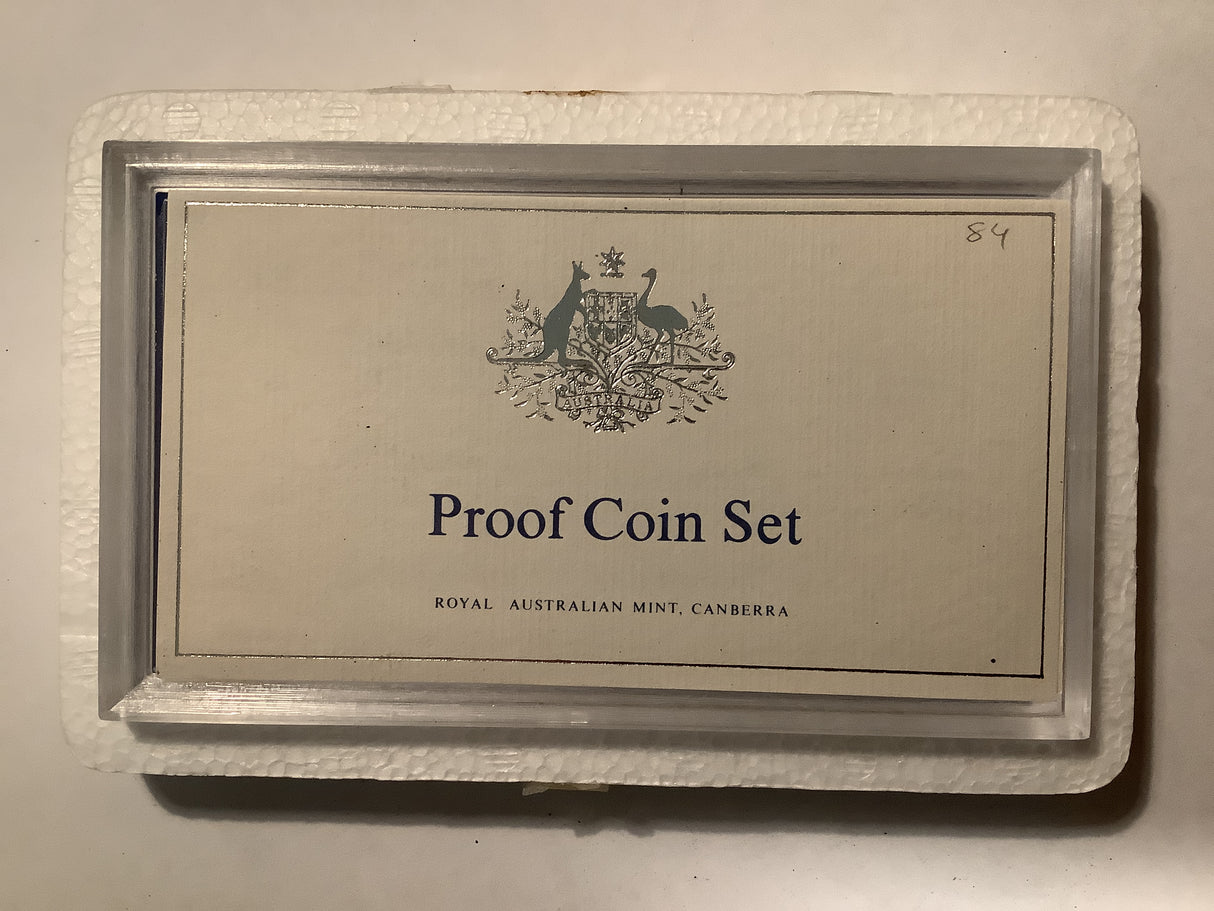 84
AUSTRALIA
Proof Coin Set
ROYAL AUSTRALIAN MINT, CANBERRA